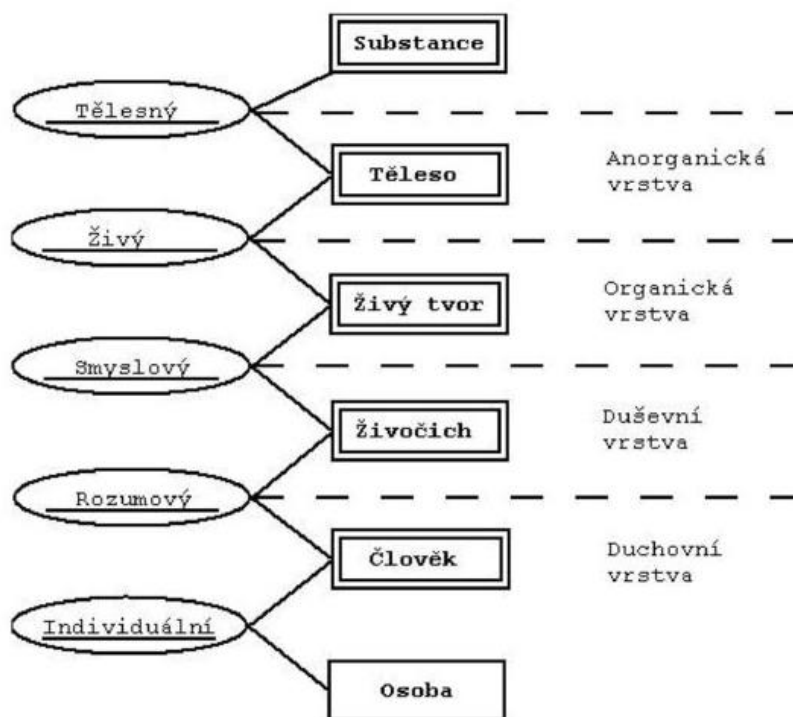 Substance
Tělesný
Těleso
Anorganická
vrstva
Živý
Živý tvor
Organická
vrstva
Smyslový
Živočich
Duševní
vrstva
Rozumový
Člověk
Duchovní
vrstva
Individuální
Osoba